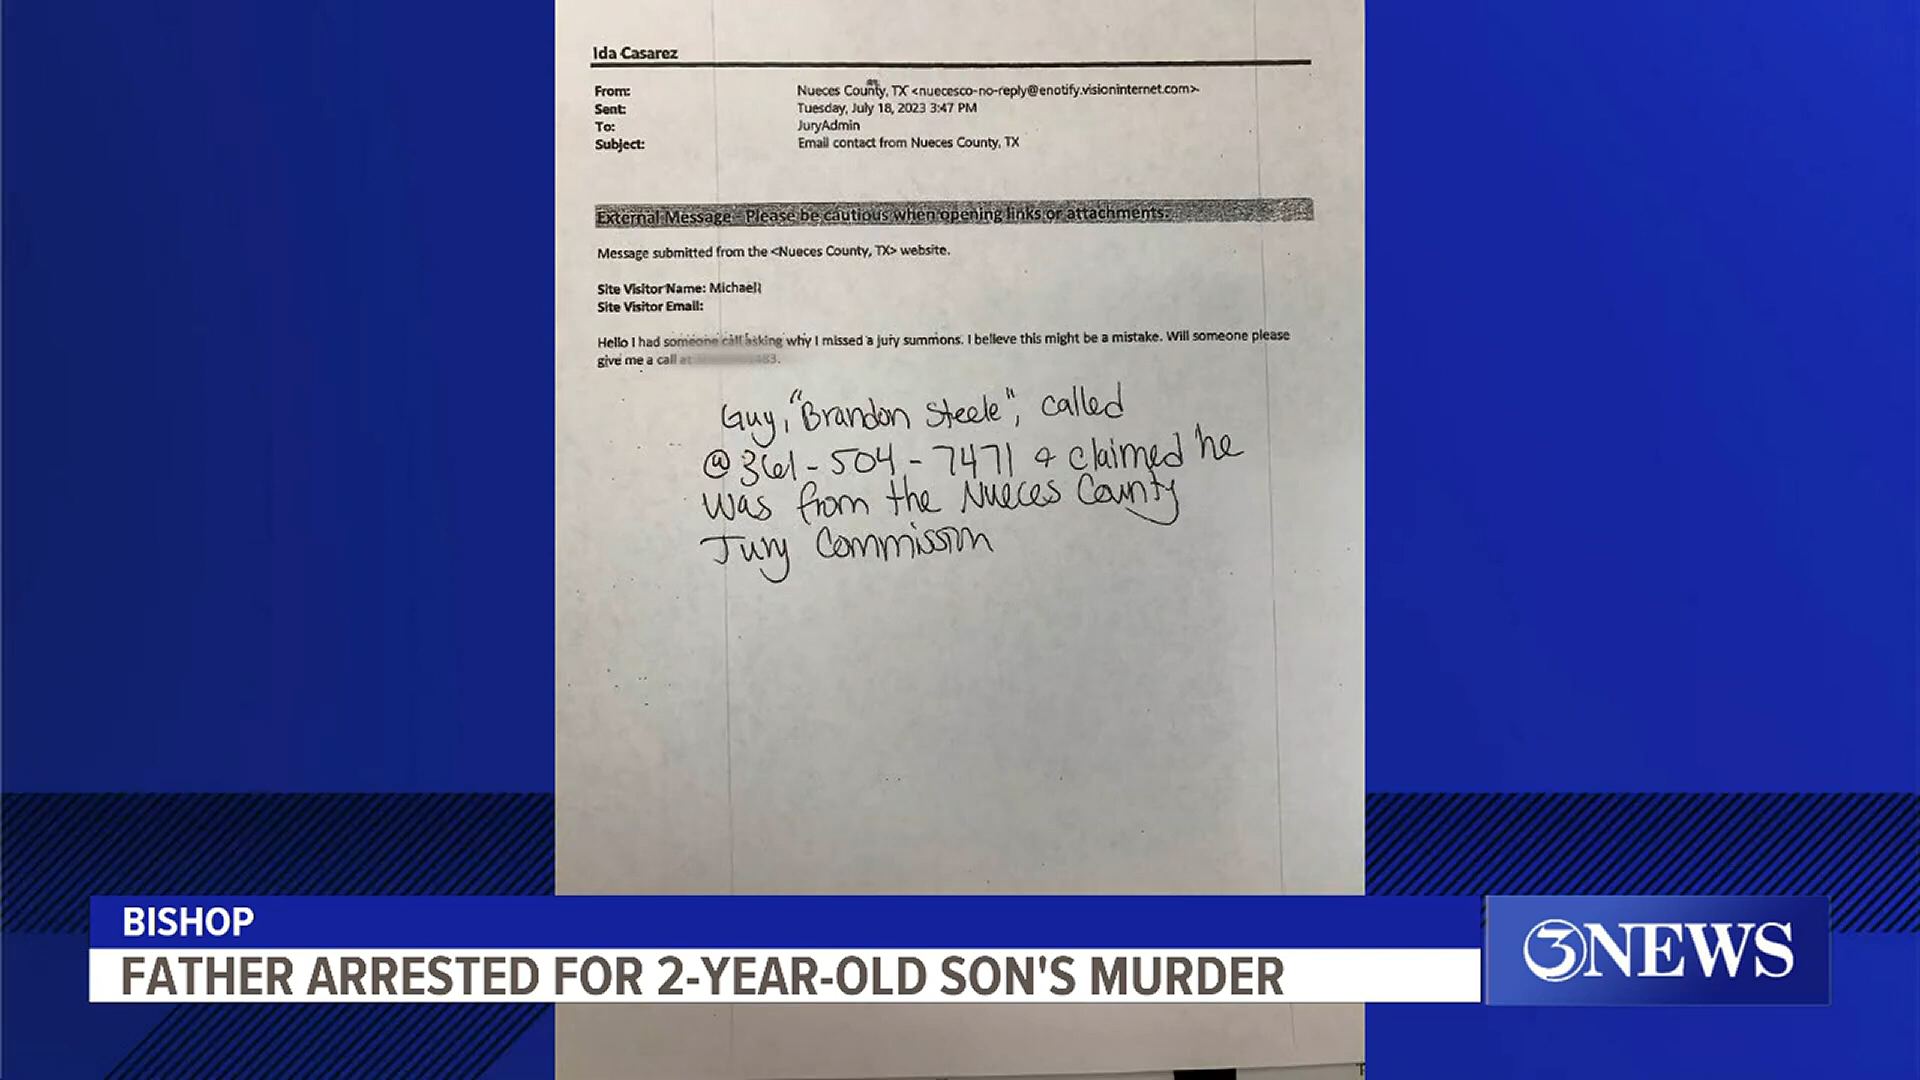 Ida Casarez
From: Nueces County, TX <nuecesco-no-reply@enotify.visioninternet.com>
Sent: Tuesday, July 18, 2023 3:47 PM
To: JuryAdmin
Subject: Email contact from Nueces County, TX
External Message - Please be cautious when opening links or attachments.
Message submitted from the <Nueces County, TX> website.
Site Visitor Name: Michaell
Site Visitor Email:
Hello I had someone call asking why I missed a jury summons. I believe this might be a mistake. Will someone please
give me a call at
Guy, "Brandon Steele", called
@ 361-504-7471 & claimed he
was from the Nueces County
Jury Commission
BISHOP
FATHER ARRESTED FOR 2-YEAR-OLD SON'S MURDER
3NEWS